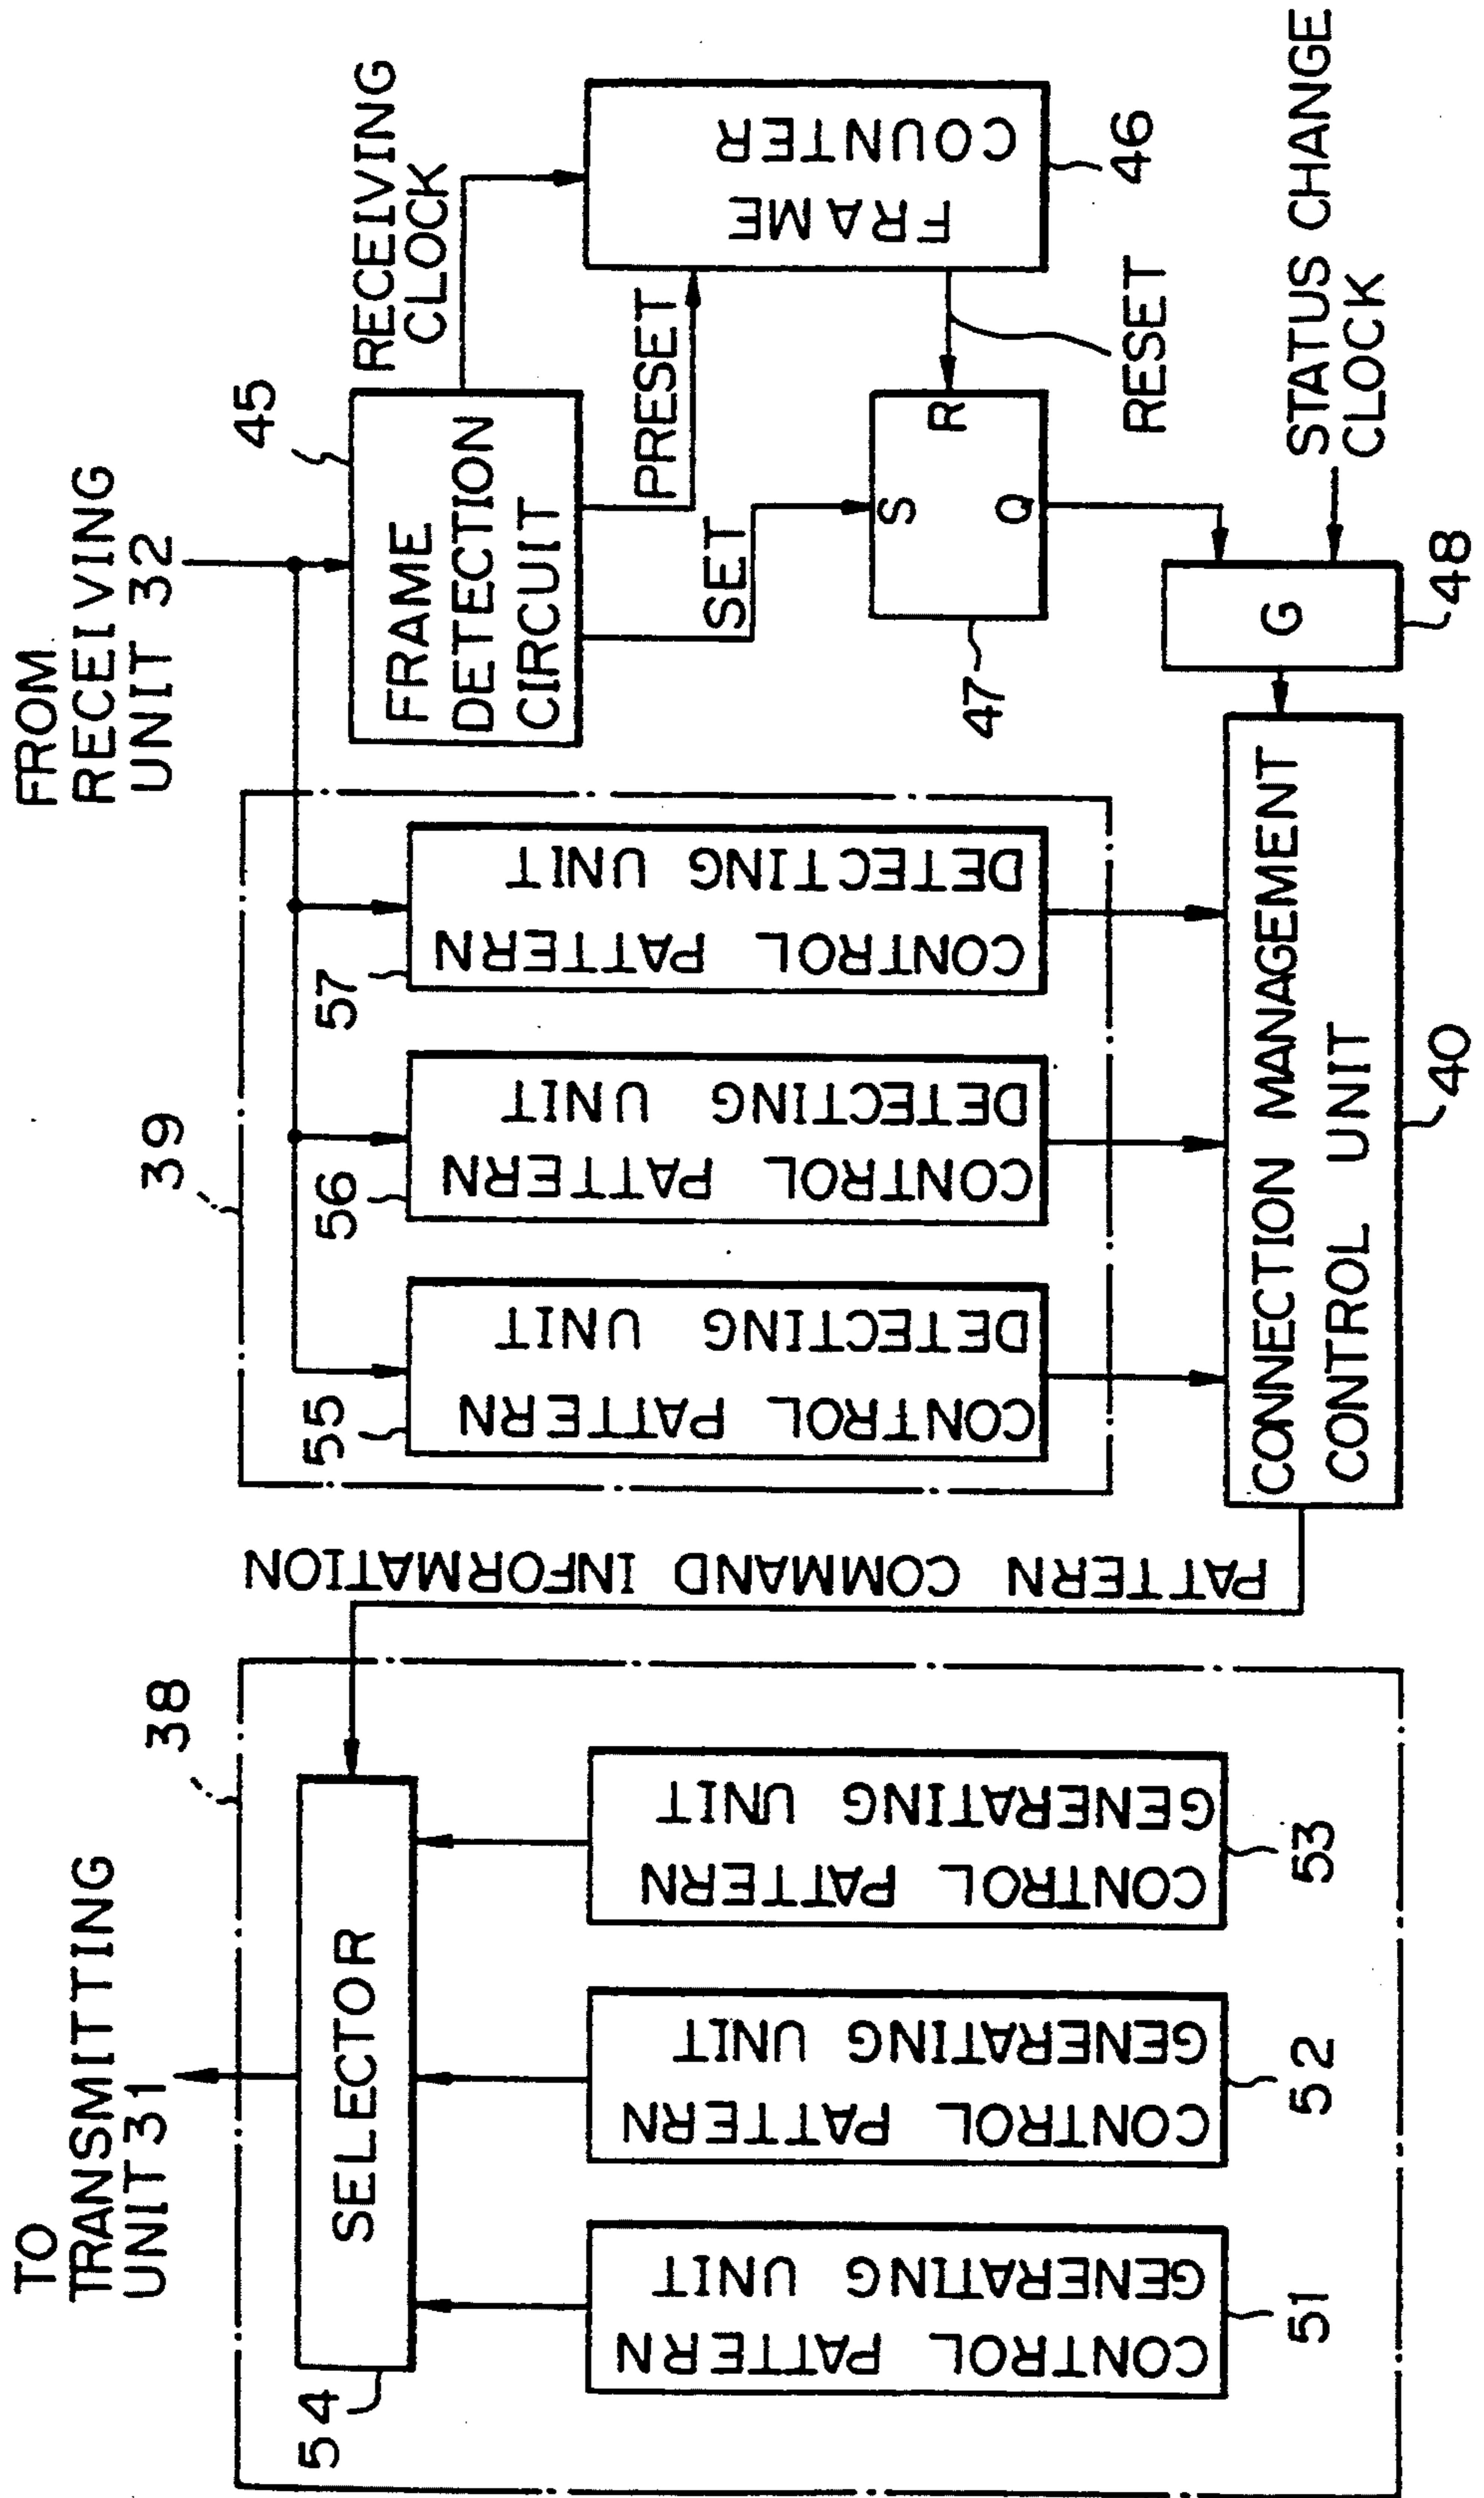 TO
TRANSMITTING
UNIT 31
38
54
SELECTOR
CONTROL PATTERN
GENERATING UNIT
51
CONTROL PATTERN
GENERATING UNIT
52
CONTROL PATTERN
GENERATING UNIT
53
PATTERN COMMAND INFORMATION
39
55
CONTROL PATTERN
DETECTING UNIT
56
CONTROL PATTERN
DETECTING UNIT
57
CONTROL PATTERN
DETECTING UNIT
CONNECTION MANAGEMENT
CONTROL UNIT
40
FROM
RECEIVING
UNIT 32
45
FRAME
DETECTION
CIRCUIT
RECEIVING
CLOCK
PRESET
SET
FRAME
COUNTER
46
S
R
Q
47
RESET
G
48
STATUS CHANGE
CLOCK